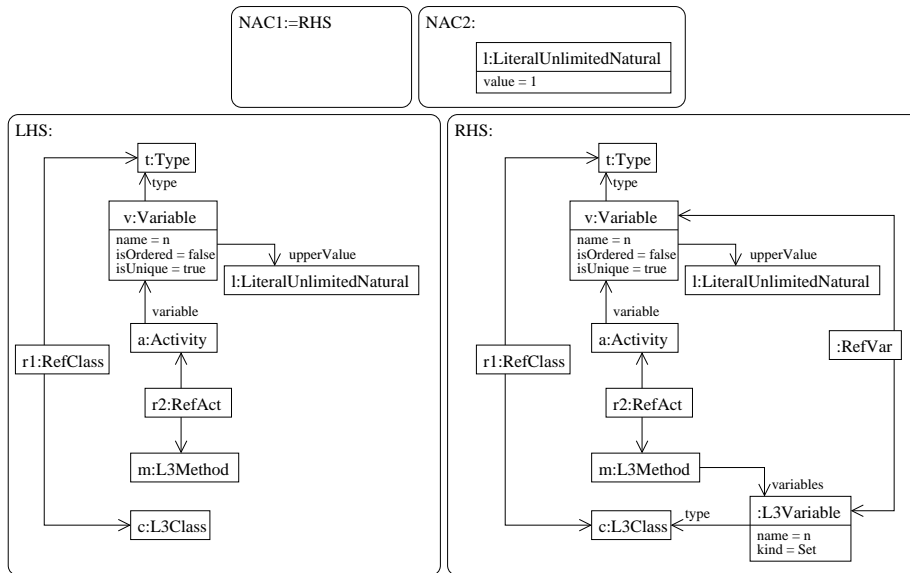 NAC1:=RHS
NAC2:
l:LiteralUnlimitedNatural
value = 1
LHS:
t:Type
type
v:Variable
name = n
isOrdered = false
isUnique = true
upperValue
l:LiteralUnlimitedNatural
variable
a:Activity
r1:RefClass
r2:RefAct
m:L3Method
c:L3Class
RHS:
t:Type
type
v:Variable
name = n
isOrdered = false
isUnique = true
upperValue
l:LiteralUnlimitedNatural
variable
a:Activity
:RefVar
r1:RefClass
r2:RefAct
m:L3Method
variables
type
:L3Variable
c:L3Class
name = n
kind = Set